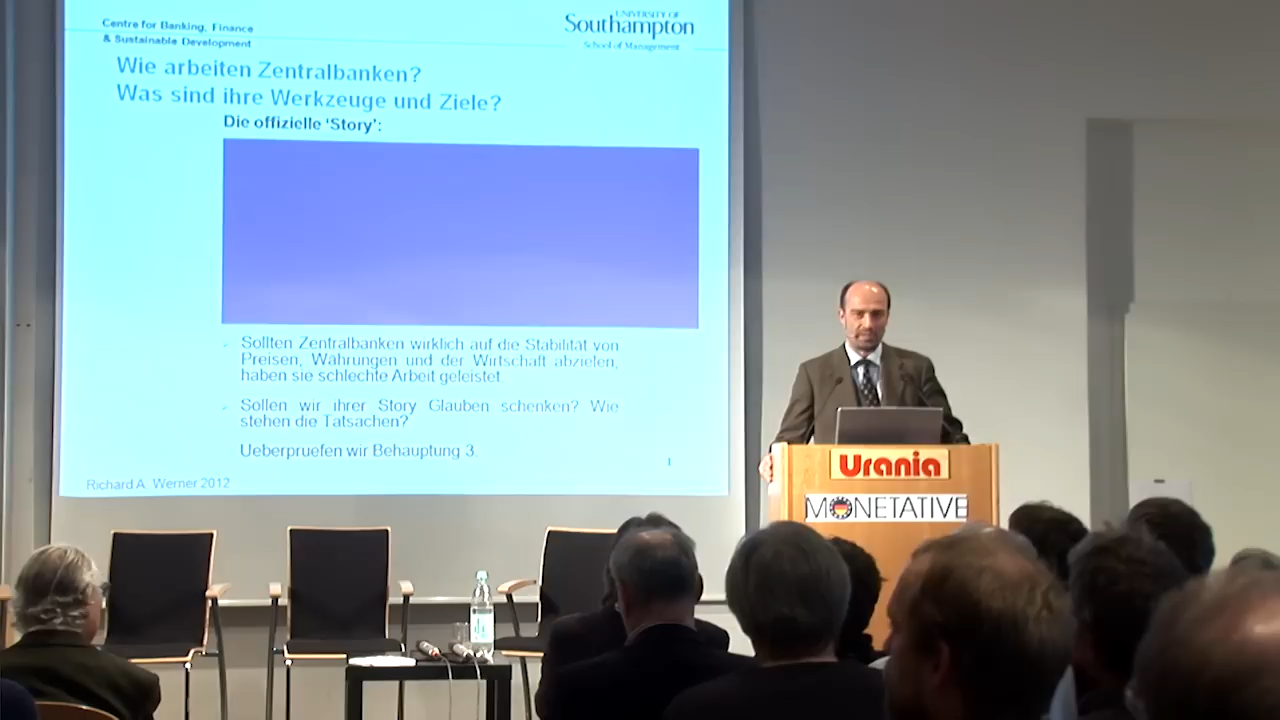 Centre for Banking, Finance
& Sustainable Development
UNIVERSITY OF
Southampton
School of Management
Wie arbeiten Zentralbanken?
Was sind ihre Werkzeuge und Ziele?
Die offizielle ‘Story’:
Sollten Zentralbanken wirklich auf die Stabilität von
Preisen, Währungen und der Wirtschaft abzielen,
haben sie schlechte Arbeit geleistet
Sollen wir ihrer Story Glauben schenken? Wie
stehen die Tatsachen?
Ueberpruefen wir Behauptung 3.
Richard A. Werner 2012
Urania
MONETATIVE